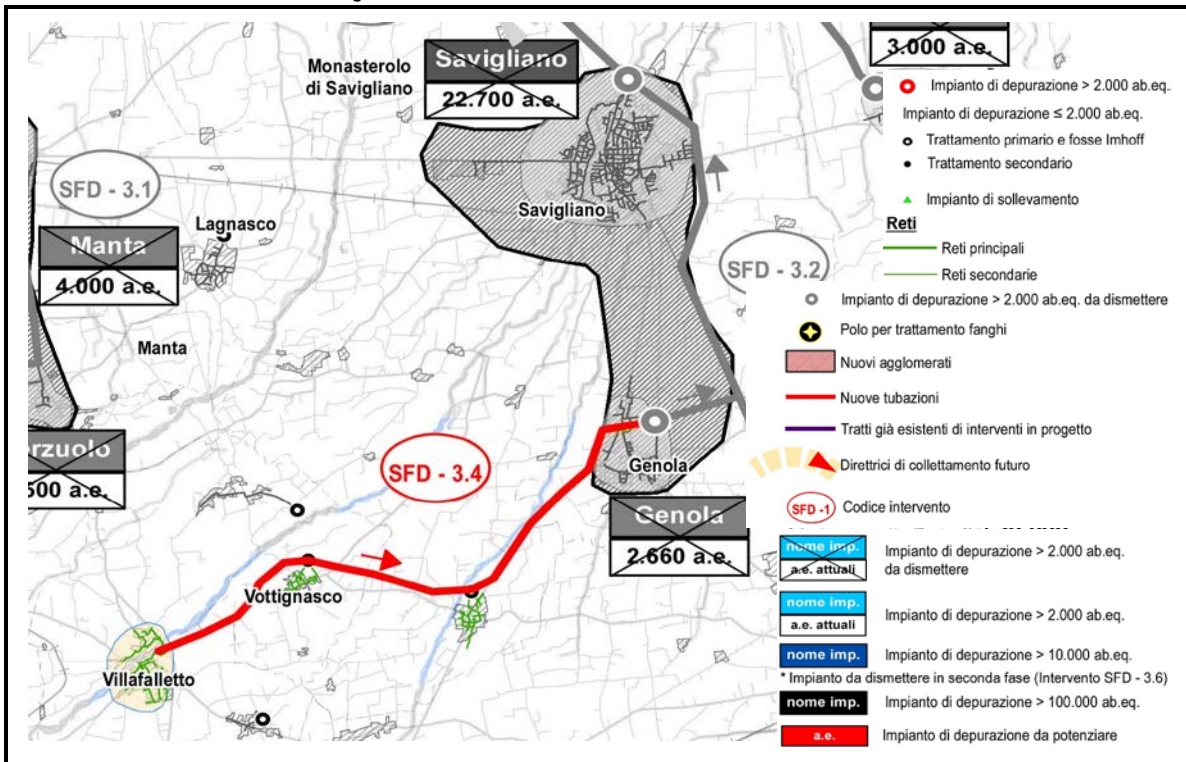 Savigliano
22.700 a.e.
Monasterolo
di Savigliano
3.000 a.e.
SFD - 3.1
Lagnasco
Manta
4.000 a.e.
Manta
Savigliano
SFD - 3.2
rzuolo
500 a.e.
SFD - 3.4
Genola
Genola
2.660 a.e.
Vottignasco
Villafalletto
Impianto di depurazione > 2.000 ab.eq.
Impianto di depurazione ≤ 2.000 ab.eq.
Trattamento primario e fosse Imhoff
Trattamento secondario
Impianto di sollevamento
Reti
Reti principali
Reti secondarie
Impianto di depurazione > 2.000 ab.eq. da dismettere
Polo per trattamento fanghi
Nuovi agglomerati
Nuove tubazioni
Tratti già esistenti di interventi in progetto
Direttrici di collettamento futuro
SFD -1 Codice intervento
nome imp.
a.e. attuali
Impianto di depurazione > 2.000 ab.eq.
da dismettere
nome imp.
a.e. attuali
Impianto di depurazione > 2.000 ab.eq.
nome imp. Impianto di depurazione > 10.000 ab.eq.
* Impianto da dismettere in seconda fase (Intervento SFD - 3.6)
nome imp. Impianto di depurazione > 100.000 ab.eq.
a.e. Impianto di depurazione da potenziare